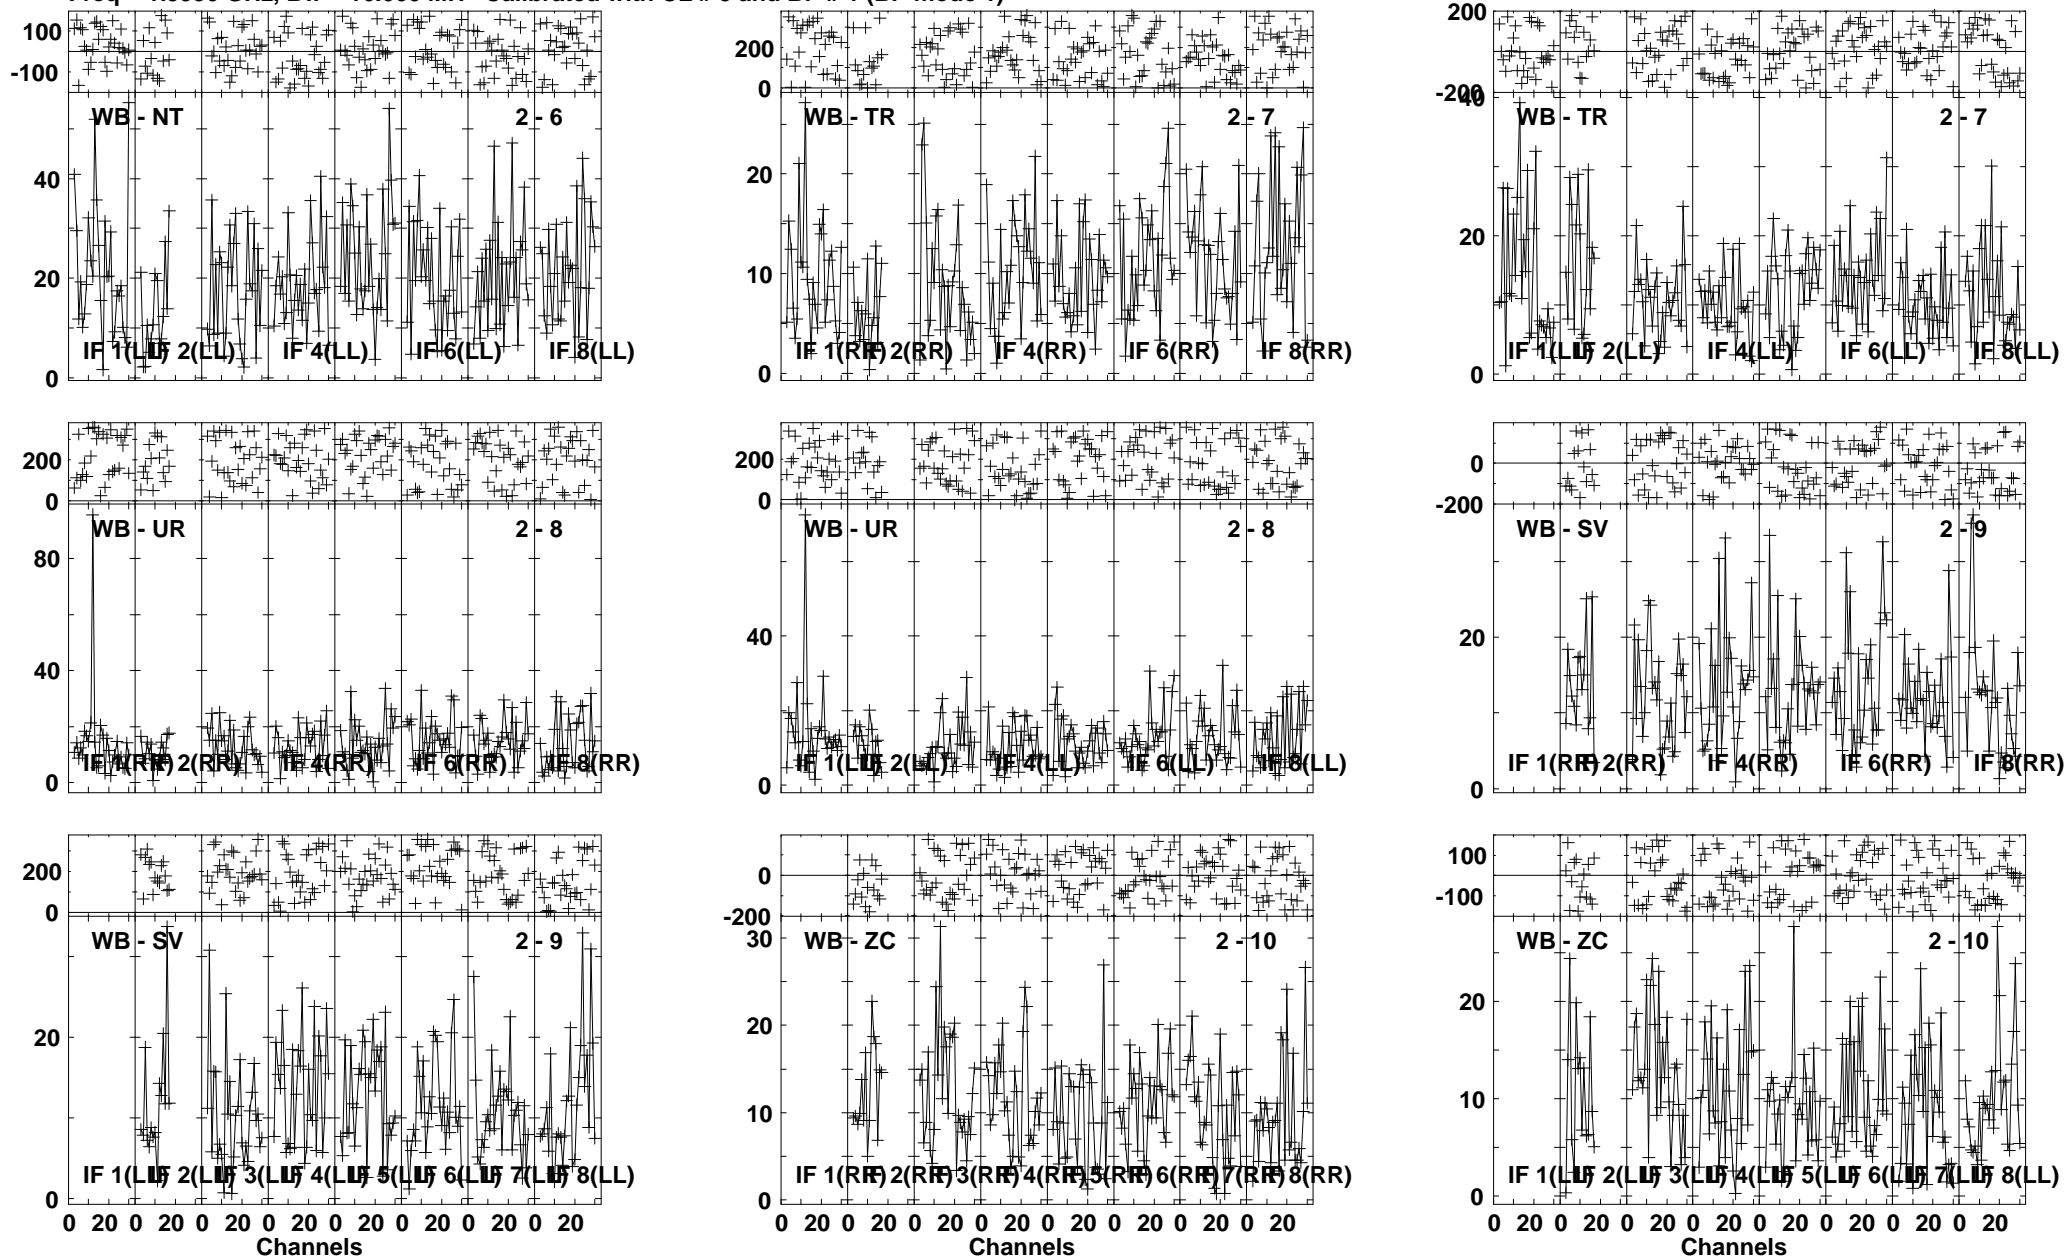 100
-100
WB - NT 2 - 6
40
20
0
IF 1(LL) IF 2(LL) IF 4(LL) IF 6(LL) IF 8(LL)
200
0
WB - TR 2 - 7
20
10
0
IF 1(RR) IF 2(RR) IF 4(RR) IF 6(RR) IF 8(RR)
200
-200
40
WB - TR 2 - 7
20
0
IF 1(LL) IF 2(LL) IF 4(LL) IF 6(LL) IF 8(LL)
200
0
WB - UR 2 - 8
80
40
0
IF 1(RR) IF 2(RR) IF 4(RR) IF 6(RR) IF 8(RR)
200
0
WB - UR 2 - 8
40
0
IF 1(LL) IF 2(LL) IF 4(LL) IF 6(LL) IF 8(LL)
0
-200
WB - SV 2 - 9
20
0
IF 1(RR) IF 2(RR) IF 4(RR) IF 6(RR) IF 8(RR)
200
0
WB - SV 2 - 9
20
0
IF 1(LL) IF 2(LL) IF 3(LL) IF 4(LL) IF 5(LL) IF 6(LL) IF 7(LL) IF 8(LL)
0 20 0 20 0 20 0 20 0 20 0 20 0 20 0 20
Channels
0
-200
WB - ZC 2 - 10
30
20
10
0
IF 1(RR) IF 2(RR) IF 3(RR) IF 4(RR) IF 5(RR) IF 6(RR) IF 7(RR) IF 8(RR)
0 20 0 20 0 20 0 20 0 20 0 20 0 20 0 20
Channels
100
-100
WB - ZC 2 - 10
20
10
0
IF 1(LL) IF 2(LL) IF 3(LL) IF 4(LL) IF 5(LL) IF 6(LL) IF 7(LL) IF 8(LL)
0 20 0 20 0 20 0 20 0 20 0 20 0 20 0 20
Channels